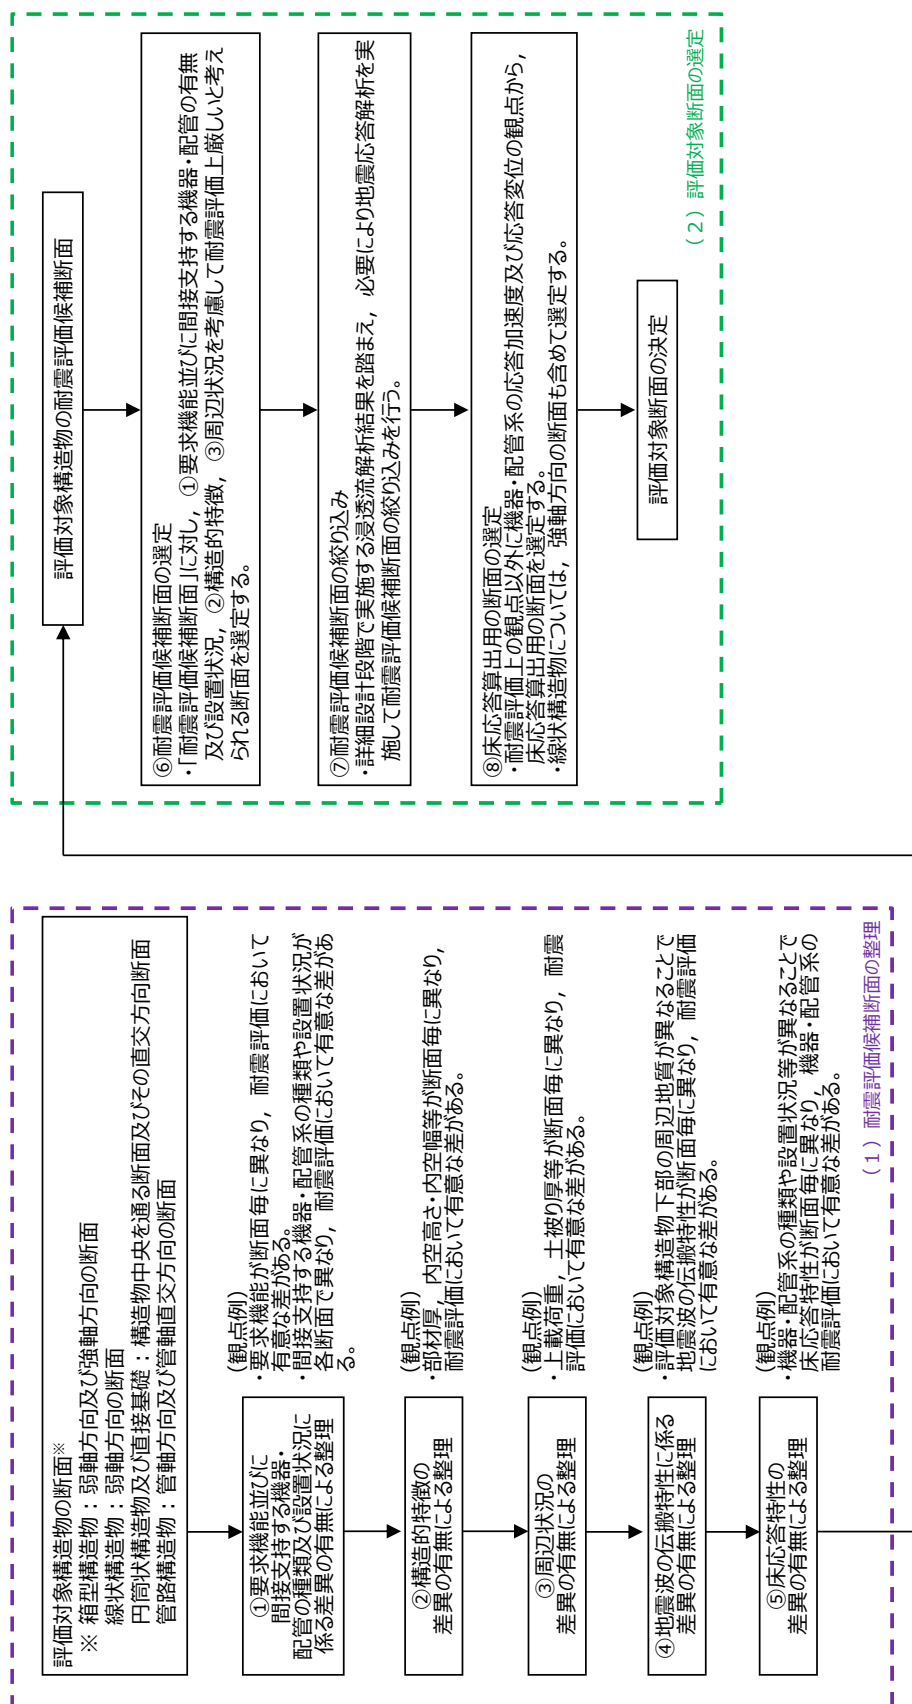 評価対象構造物の断面※
※ 箱型構造物：弱軸方向及び強軸方向の断面
線状構造物：弱軸方向の断面
円筒状構造物及び直接基礎：構造物中央を通る断面及びその直交方向断面
管路構造物：管軸方向及び管軸直交方向の断面
①要求機能並びに
間接支持する機器・
配管の種類及び設置状況に
係る差異の有無による整理
（観点例）
・要求機能が断面毎に異なり，耐震評価において
有意な差がある。
・間接支持する機器・配管系の種類や設置状況が
各断面で異なり，耐震評価において有意な差があ
る。
②構造的特徴の
差異の有無による整理
（観点例）
・部材厚，内空高さ・内空幅等が断面毎に異なり，
耐震評価において有意な差がある。
③周辺状況の
差異の有無による整理
（観点例）
・上載荷重，土被り厚等が断面毎に異なり，耐震
評価において有意な差がある。
④地震波の伝搬特性に係る
差異の有無による整理
（観点例）
・評価対象構造物下部の周辺地質が異なることで
地震波の伝搬特性が断面毎に異なり，耐震評価
において有意な差がある。
⑤床応答特性の
差異の有無による整理
（観点例）
・機器・配管系の種類や設置状況等が異なることで
床応答特性が断面毎に異なり，機器・配管系の
耐震評価において有意な差がある。
（1）耐震評価候補断面の整理
評価対象構造物の耐震評価候補断面
⑥耐震評価候補断面の選定
・「耐震評価候補断面」に対し，①要求機能並びに間接支持する機器・配管の有無
及び設置状況，②構造的特徴，③周辺状況を考慮して耐震評価上厳しいと考え
られる断面を選定する。
⑦耐震評価候補断面の絞り込み
・詳細設計段階で実施する浸透流解析結果を踏まえ，必要により地震応答解析を実
施して耐震評価候補断面の絞り込みを行う。
⑧床応答算出用の断面の選定
・耐震評価上の観点以外に機器・配管系の応答加速度及び応答変位の観点から，
床応答算出用の断面を選定する。
・線状構造物については，強軸方向の断面も含めて選定する。
評価対象断面の決定
（2）評価対象断面の選定